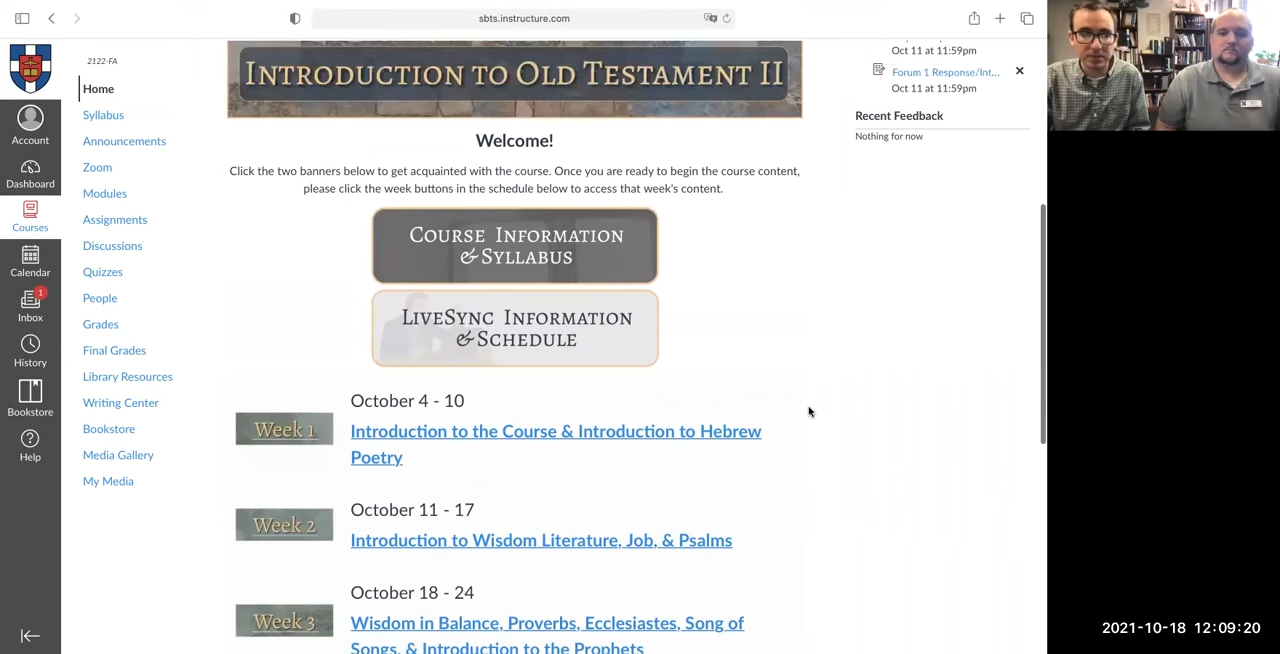 sbts.instructure.com
Account
Dashboard
Courses
Calendar
1
Inbox
History
Bookstore
Help
2122-FA
Home
Syllabus
Announcements
Zoom
Modules
Assignments
Discussions
Quizzes
People
Grades
Final Grades
Library Resources
Writing Center
Bookstore
Media Gallery
My Media
Introduction to Old Testament II
Welcome!
Click the two banners below to get acquainted with the course. Once you are ready to begin the course content,
please click the week buttons in the schedule below to access that week's content.
Course Information
& Syllabus
LiveSync Information
& Schedule
Week 1
October 4 - 10
Introduction to the Course & Introduction to Hebrew
Poetry
Week 2
October 11 - 17
Introduction to Wisdom Literature, Job, & Psalms
Week 3
October 18 - 24
Wisdom in Balance, Proverbs, Ecclesiastes, Song of
Songs, & Introduction to the Prophets
Oct 11 at 11:59pm
Forum 1 Response/Int...
Oct 11 at 11:59pm
Recent Feedback
Nothing for now
2021-10-18 12:09:20